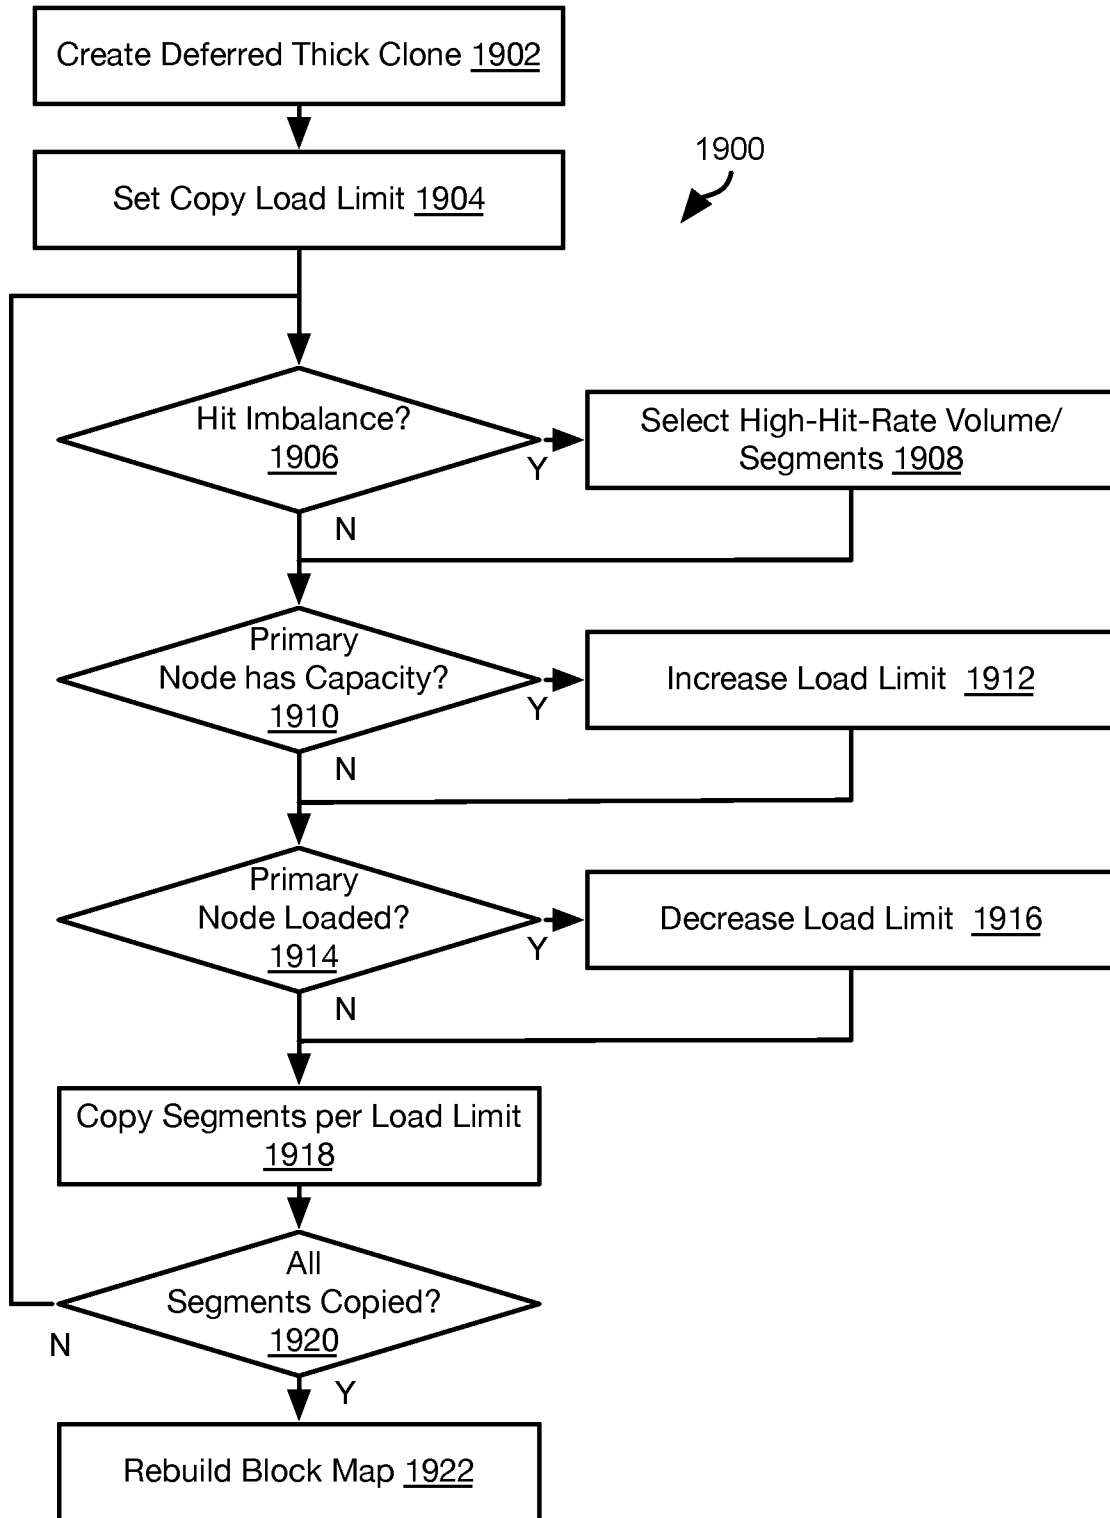 Create Deferred Thick Clone 1902
1900
Set Copy Load Limit 1904
Hit Imbalance?
1906
Y
N
Select High-Hit-Rate Volume/
Segments 1908
Primary
Node has Capacity?
1910
Y
N
Increase Load Limit 1912
Primary
Node Loaded?
1914
Y
N
Decrease Load Limit 1916
Copy Segments per Load Limit
1918
All
Segments Copied?
1920
N
Y
Rebuild Block Map 1922